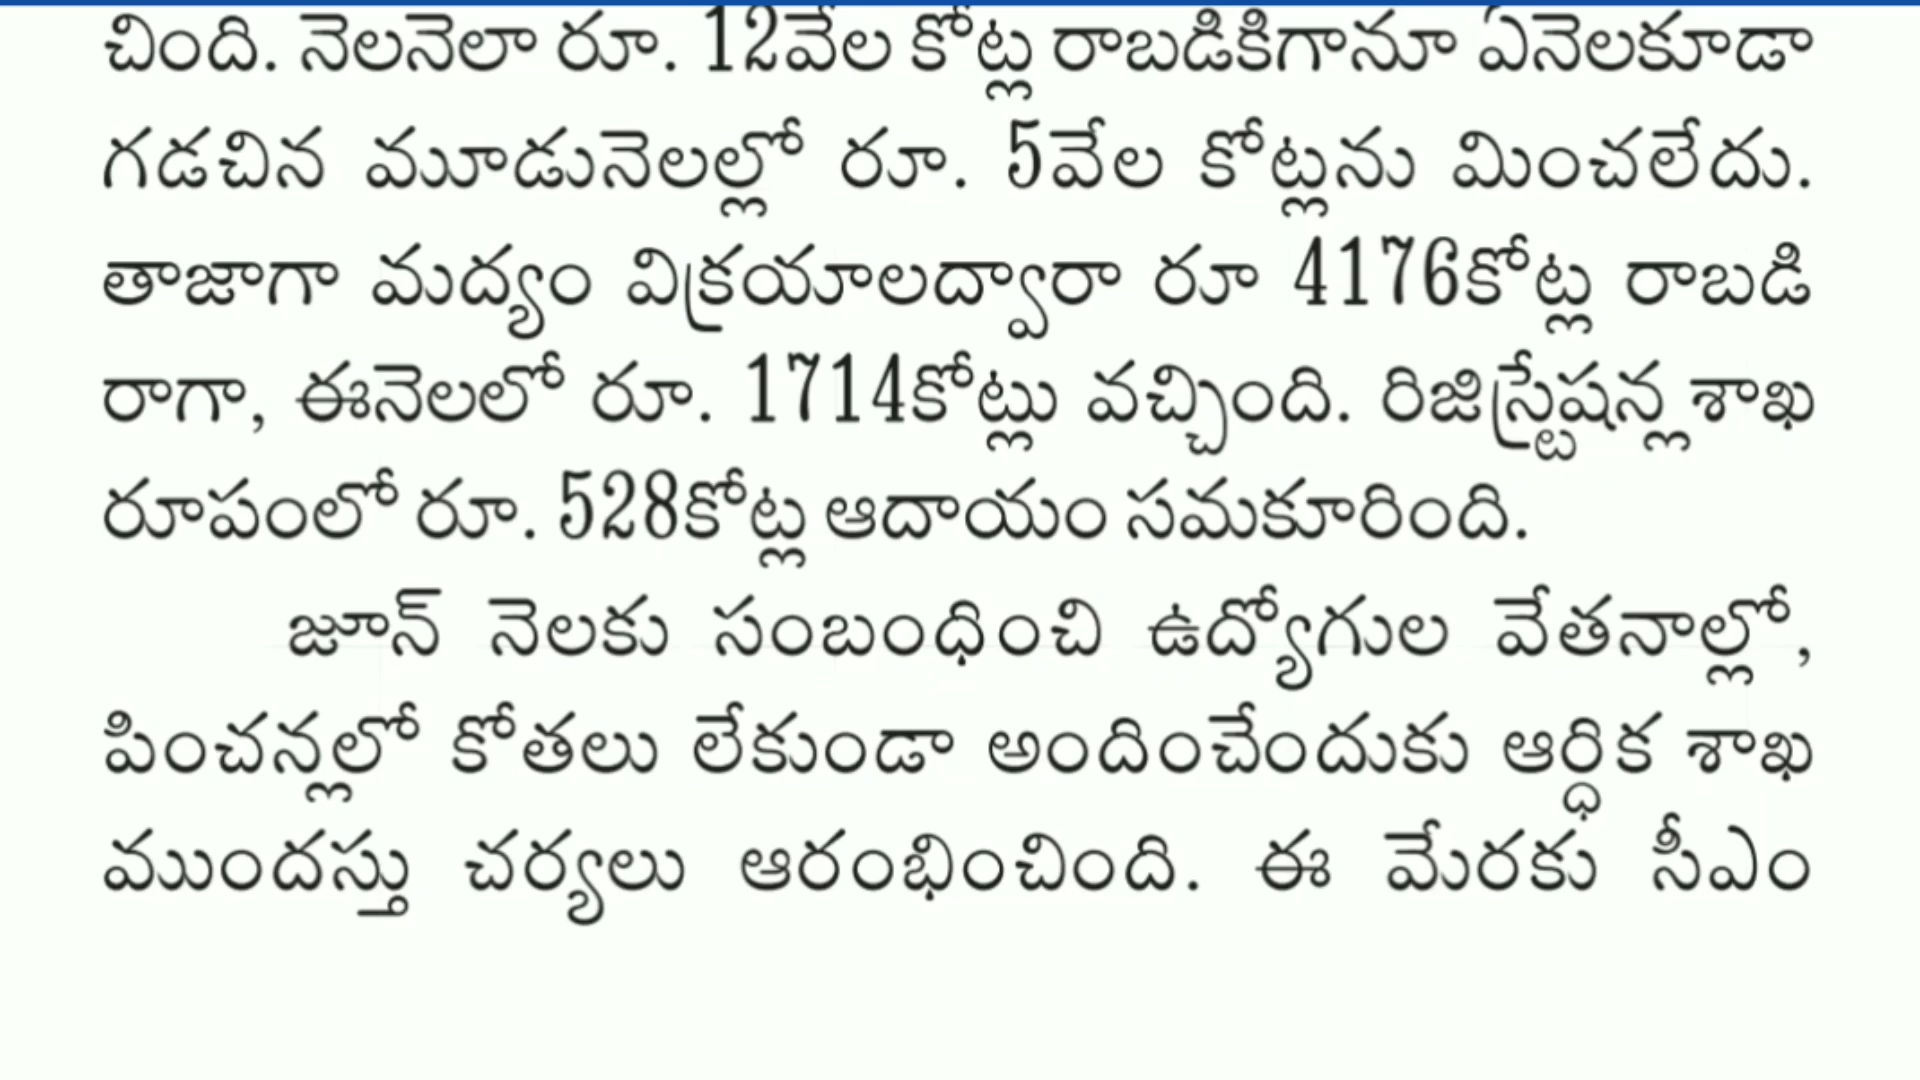 చింది. నెలనెలా రూ. 12వేల కోట్ల రాబడికిగానూ ఏనెలకూడా
గడచిన మూడునెలల్లో రూ. 5వేల కోట్లను మించలేదు.
తాజాగా మద్యం విక్రయాలద్వారా రూ 4176కోట్ల రాబడి
రాగా, ఈనెలలో రూ. 1714కోట్లు వచ్చింది. రిజిస్ట్రేషన్ల శాఖ
రూపంలో రూ. 528కోట్ల ఆదాయం సమకూరింది.
జూన్ నెలకు సంబంధించి ఉద్యోగుల వేతనాల్లో,
పించన్లలో కోతలు లేకుండా అందించేందుకు ఆర్ధిక శాఖ
ముందస్తు చర్యలు ఆరంభించింది. ఈ మేరకు సీఎం